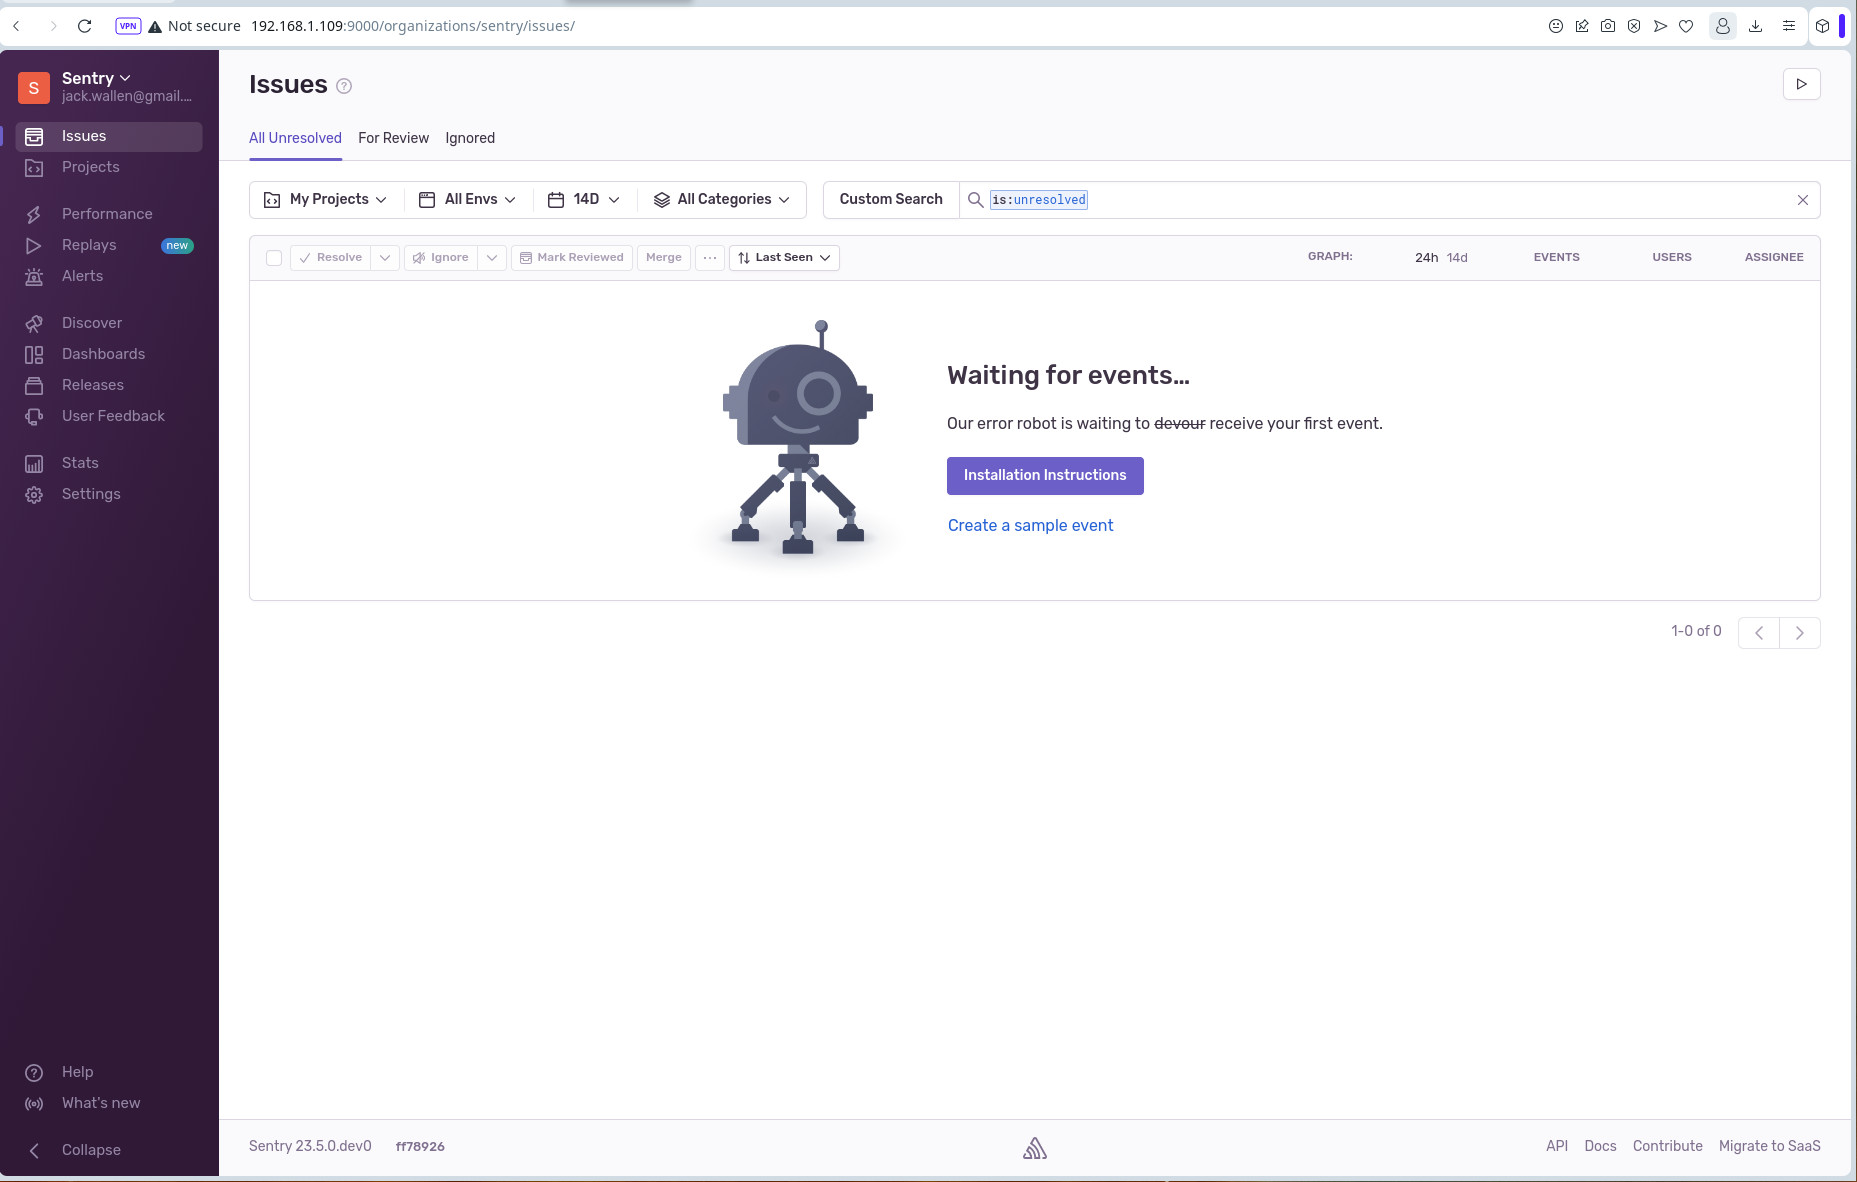 VPN Not secure 192.168.1.109:9000/organizations/sentry/issues/
S
Sentry
jack.wallen@gmail....
Issues
Projects
Performance
Replays new
Alerts
Discover
Dashboards
Releases
User Feedback
Stats
Settings
Help
What's new
Collapse
Issues ?
All Unresolved For Review Ignored
My Projects All Envs 14D All Categories Custom Search is:unresolved
Resolve Ignore Mark Reviewed Merge ... Last Seen GRAPH: 24h 14d EVENTS USERS ASSIGNEE
Waiting for events...
Our error robot is waiting to devour receive your first event.
Installation Instructions
Create a sample event
1-0 of 0
Sentry 23.5.0.dev0 ff78926 API Docs Contribute Migrate to SaaS